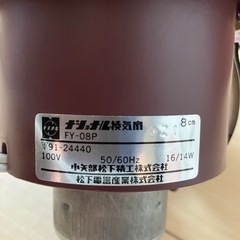 ナショナル換気扇 8cm
FY-08P
91-24440
100V 50/60Hz 16/14W
小矢部松下精工株式会社
松下電器産業株式会社